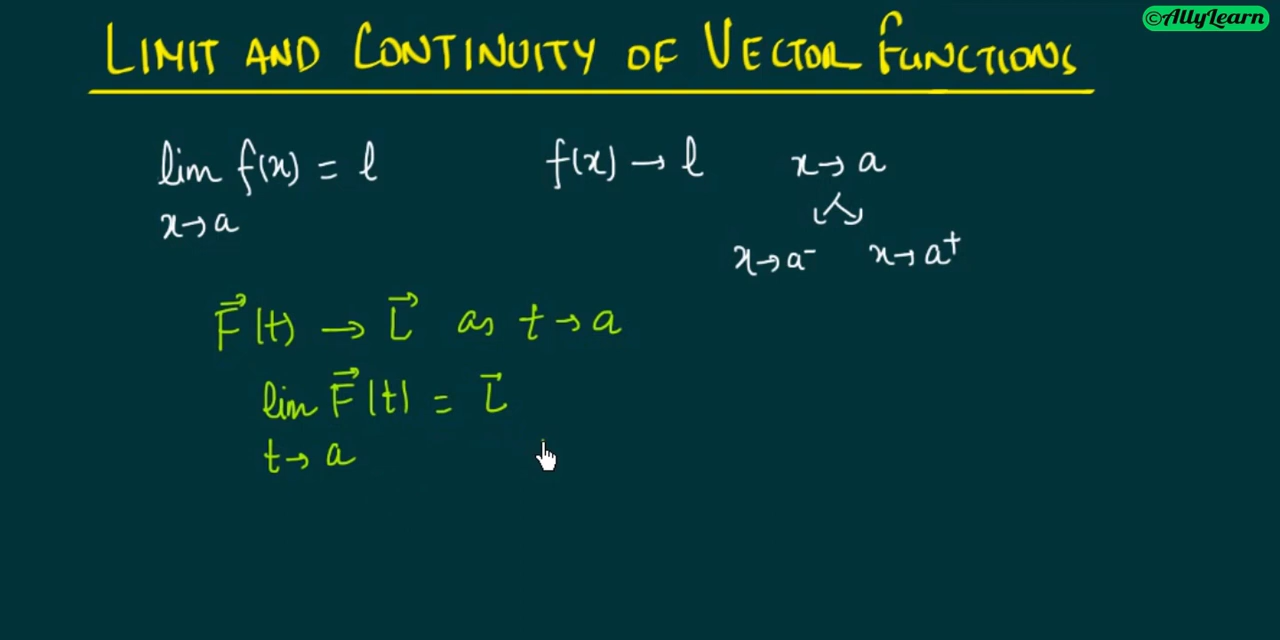 ©AllyLearn
LIMIT AND CONTINUITY OF VECTOR FUNCTIONS
lim f(x) = l f(x) → l x → a
x → a
x → a⁻ x → a⁺
F⃗(t) → L⃗ as t → a
lim F⃗(t) = L⃗
t → a